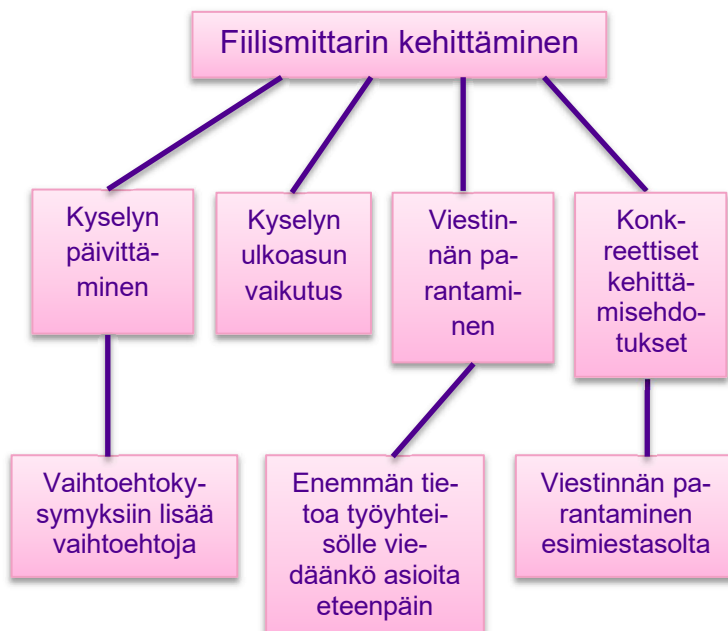 Fiilismittarin kehittäminen
Kyselyn
päivittä-
minen
Kyselyn
ulkoasun
vaikutus
Viestin-
nän pa-
rantami-
nen
Konk-
reettiset
kehittä-
misehdo-
tukset
Vaihtoehtoky-
symyksiin lisää
vaihtoehtoja
Enemmän tie-
toa työyhtei-
sölle vie-
däänkö asioita
eteenpäin
Viestinnän pa-
rantaminen
esimiestasolta